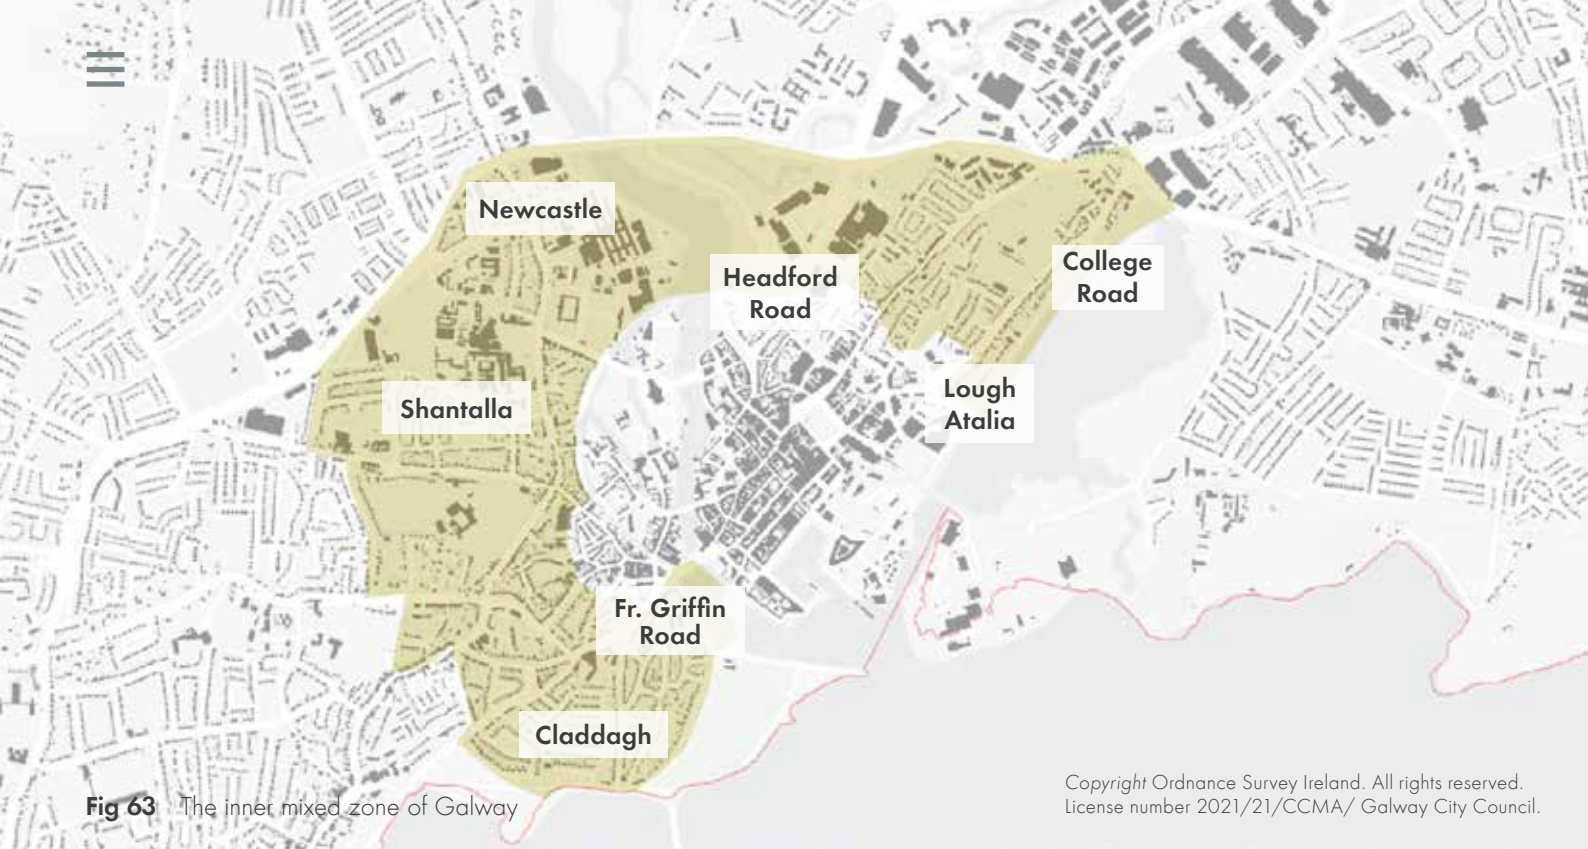 Newcastle
Headford
Road
College
Road
Shantalla
Lough
Atalia
Fr. Griffin
Road
Claddagh
Fig 63 The inner mixed zone of Galway
Copyright Ordnance Survey Ireland. All rights reserved.
License number 2021/21/CCMA/ Galway City Council.